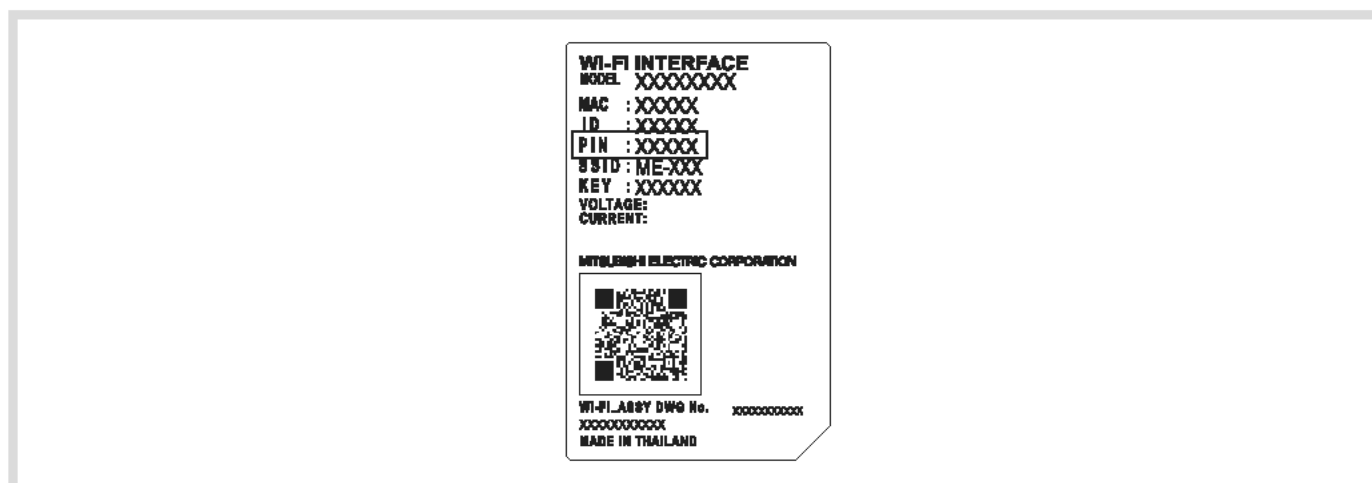 WI-FI INTERFACE
MODEL XXXXXXXX
MAC : XXXXX
ID : XXXXX
PIN : XXXXX
SSID : ME-XXX
KEY : XXXXXX
VOLTAGE:
CURRENT:
MITSUBISHI ELECTRIC CORPORATION
WI-FI_ASSY DWG No. XXXXXXXXXX
XXXXXXXXXXX
MADE IN THAILAND